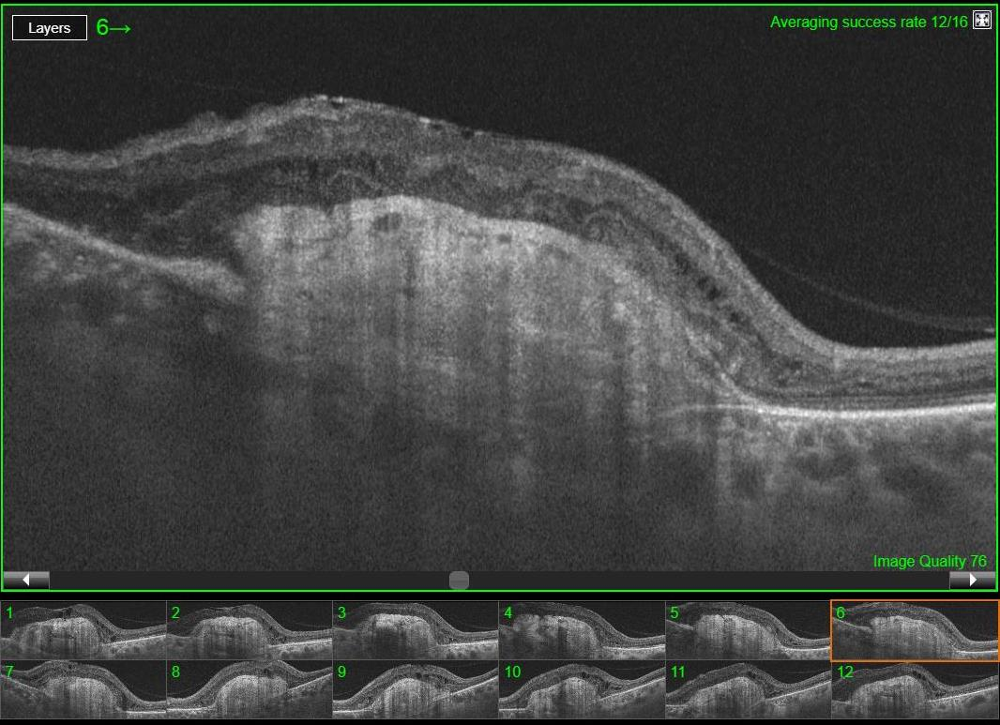 Layers 6→ Averaging success rate 12/16
Image Quality 76
1 2 3 4 5 6
7 8 9 10 11 12